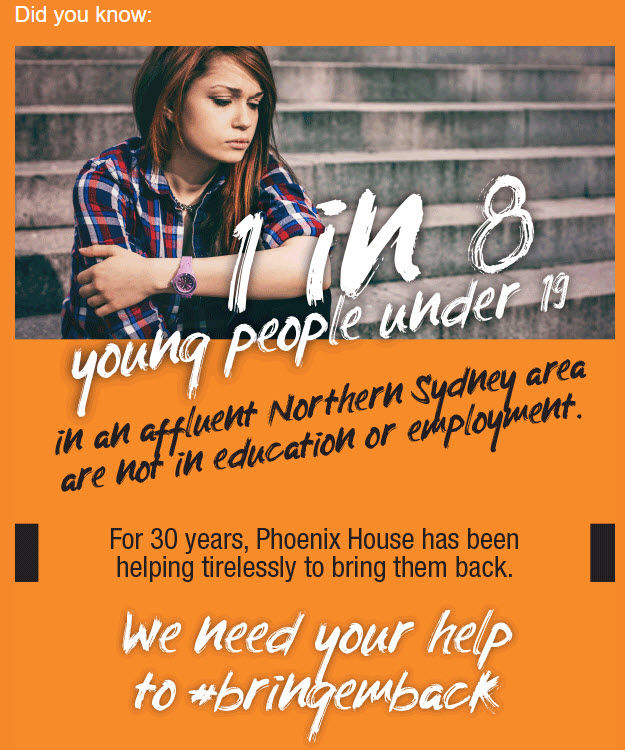 Did you know:
1 in 8
young people under 19
in an affluent Northern Sydney area
are not in education or employment.
For 30 years, Phoenix House has been
helping tirelessly to bring them back.
We need your help
to #bringemback